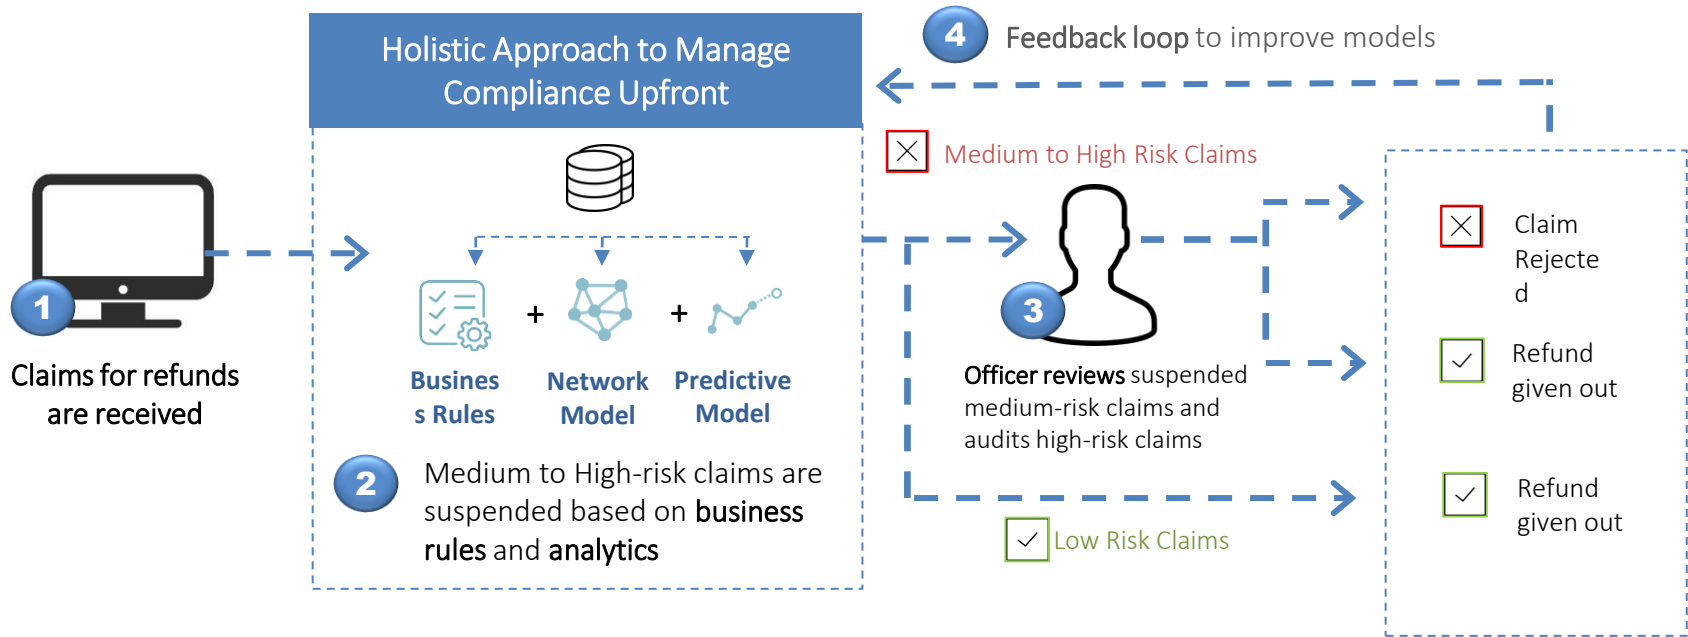 Holistic Approach to Manage
Compliance Upfront
4
Feedback loop to improve models
Medium to High Risk Claims
1
Claims for refunds
are received
+
+
Busines
s Rules
Network
Model
Predictive
Model
2
Medium to High-risk claims are
suspended based on business
rules and analytics
3
Officer reviews suspended
medium-risk claims and
audits high-risk claims
Low Risk Claims
Claim
Rejecte
d
Refund
given out
Refund
given out